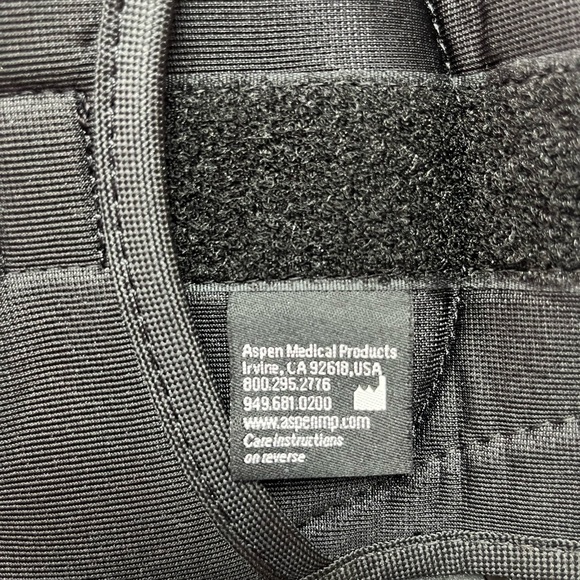 Aspen Medical Products
Irvine, CA 92618,USA
800.295.2776
949.681.0200
www.aspenmp.com
Care instructions
on reverse